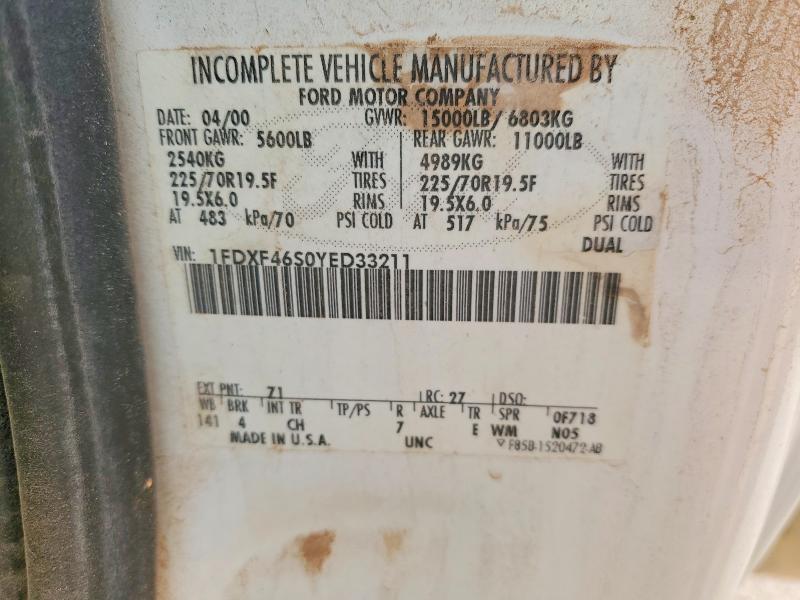 INCOMPLETE VEHICLE MANUFACTURED BY
FORD MOTOR COMPANY
DATE: 04/00 GVWR: 15000LB/ 6803KG
FRONT GAWR: 5600LB REAR GAWR: 11000LB
2540KG WITH 4989KG WITH
225/70R19.5F TIRES 225/70R19.5F TIRES
19.5X6.0 RIMS 19.5X6.0 RIMS
AT 483 kPa/70 PSI COLD AT 517 kPa/75 PSI COLD
DUAL
VIN: 1FDXF46S0YED33211
EXT PNT: Z1 RC: 27 DSO:
WB BRK INT TR TP/PS R AXLE TR SPR 0F718
141 4 CH 7 E WM N05
MADE IN U.S.A. UNC F85B-1520472-AB